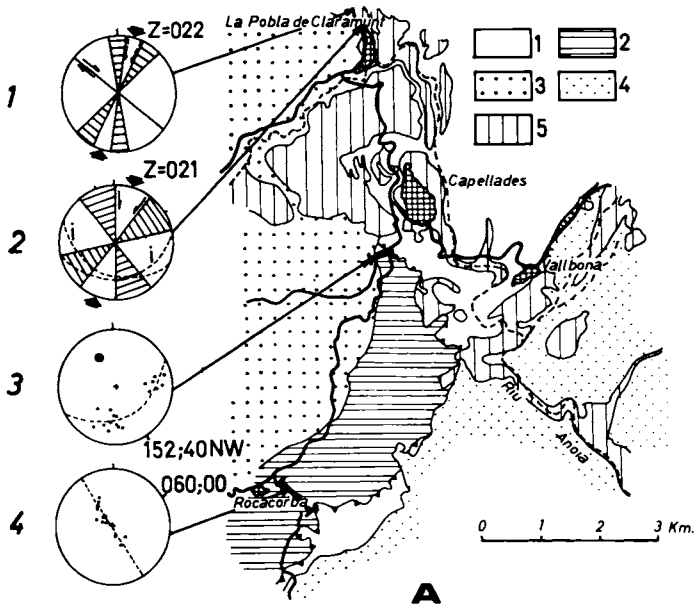 La Pobla de Claramunt
Z=022
1
1
2
3
4
5
Z=021
Capellades
2
Vallbona
3
Riu
Anoia
152;40NW
060;00
Rocacorba
4
0 1 2 3 Km.
A